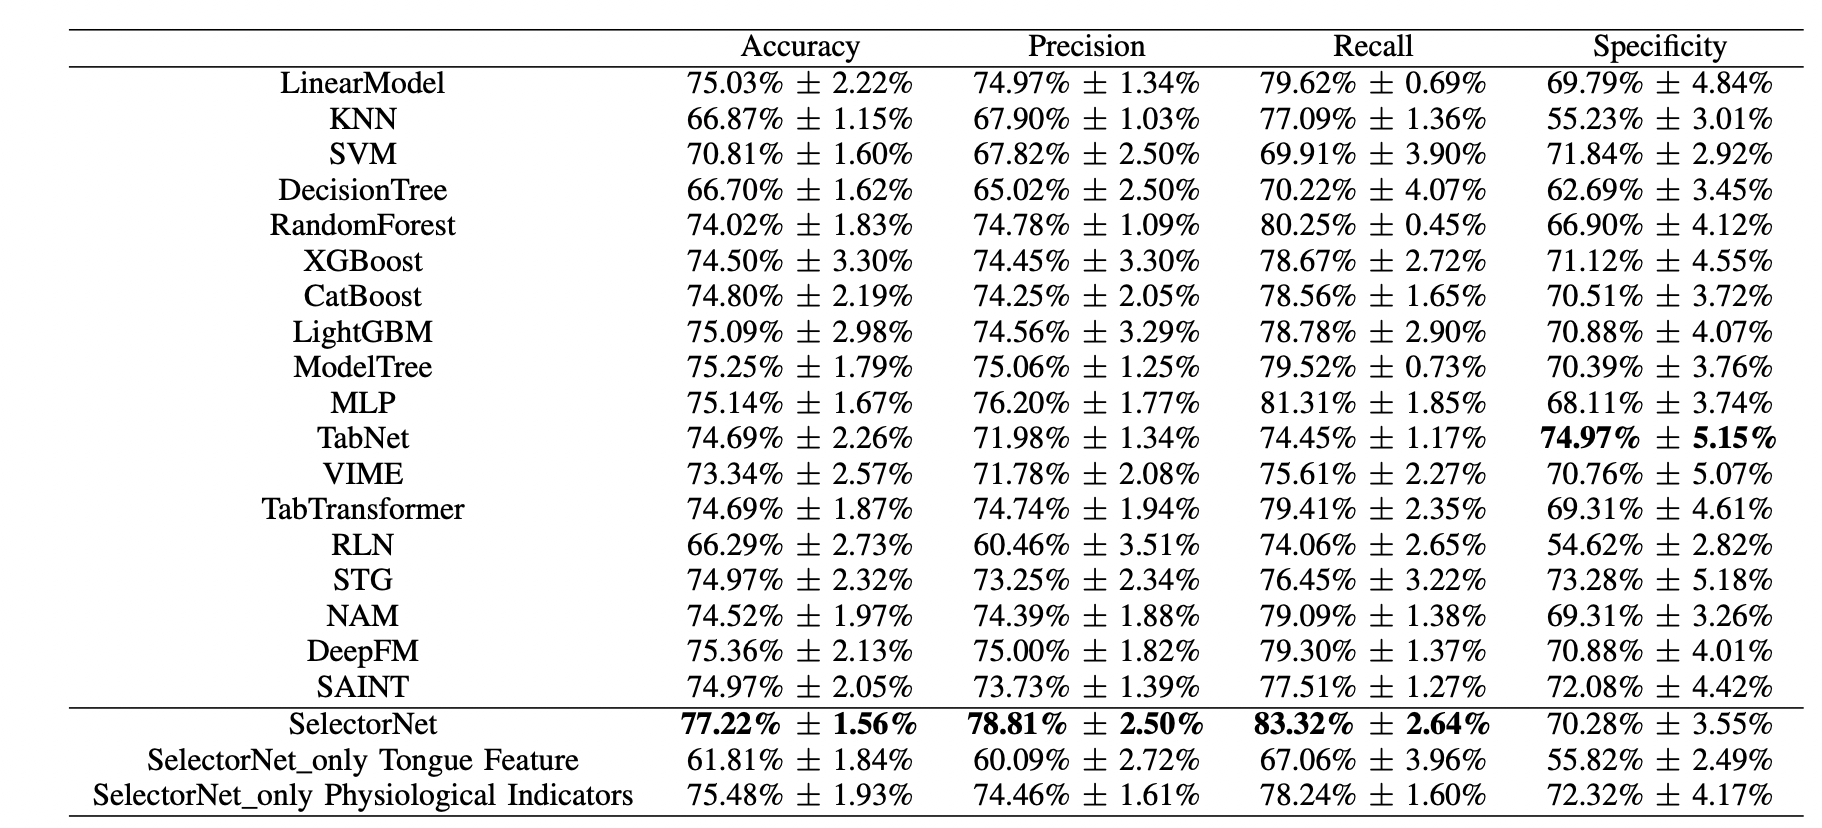 Accuracy Precision Recall Specificity
LinearModel 75.03% ± 2.22% 74.97% ± 1.34% 79.62% ± 0.69% 69.79% ± 4.84%
KNN 66.87% ± 1.15% 67.90% ± 1.03% 77.09% ± 1.36% 55.23% ± 3.01%
SVM 70.81% ± 1.60% 67.82% ± 2.50% 69.91% ± 3.90% 71.84% ± 2.92%
DecisionTree 66.70% ± 1.62% 65.02% ± 2.50% 70.22% ± 4.07% 62.69% ± 3.45%
RandomForest 74.02% ± 1.83% 74.78% ± 1.09% 80.25% ± 0.45% 66.90% ± 4.12%
XGBoost 74.50% ± 3.30% 74.45% ± 3.30% 78.67% ± 2.72% 71.12% ± 4.55%
CatBoost 74.80% ± 2.19% 74.25% ± 2.05% 78.56% ± 1.65% 70.51% ± 3.72%
LightGBM 75.09% ± 2.98% 74.56% ± 3.29% 78.78% ± 2.90% 70.88% ± 4.07%
ModelTree 75.25% ± 1.79% 75.06% ± 1.25% 79.52% ± 0.73% 70.39% ± 3.76%
MLP 75.14% ± 1.67% 76.20% ± 1.77% 81.31% ± 1.85% 68.11% ± 3.74%
TabNet 74.69% ± 2.26% 71.98% ± 1.34% 74.45% ± 1.17% 74.97% ± 5.15%
VIME 73.34% ± 2.57% 71.78% ± 2.08% 75.61% ± 2.27% 70.76% ± 5.07%
TabTransformer 74.69% ± 1.87% 74.74% ± 1.94% 79.41% ± 2.35% 69.31% ± 4.61%
RLN 66.29% ± 2.73% 60.46% ± 3.51% 74.06% ± 2.65% 54.62% ± 2.82%
STG 74.97% ± 2.32% 73.25% ± 2.34% 76.45% ± 3.22% 73.28% ± 5.18%
NAM 74.52% ± 1.97% 74.39% ± 1.88% 79.09% ± 1.38% 69.31% ± 3.26%
DeepFM 75.36% ± 2.13% 75.00% ± 1.82% 79.30% ± 1.37% 70.88% ± 4.01%
SAINT 74.97% ± 2.05% 73.73% ± 1.39% 77.51% ± 1.27% 72.08% ± 4.42%
SelectorNet 77.22% ± 1.56% 78.81% ± 2.50% 83.32% ± 2.64% 70.28% ± 3.55%
SelectorNet_only Tongue Feature 61.81% ± 1.84% 60.09% ± 2.72% 67.06% ± 3.96% 55.82% ± 2.49%
SelectorNet_only Physiological Indicators 75.48% ± 1.93% 74.46% ± 1.61% 78.24% ± 1.60% 72.32% ± 4.17%